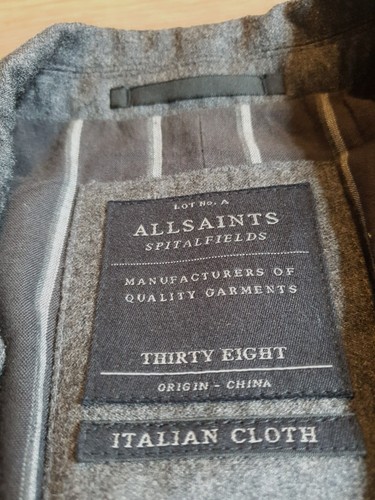 LOT No. A
ALLSAINTS
SPITALFIELDS
MANUFACTURERS OF
QUALITY GARMENTS
THIRTY EIGHT
ORIGIN - CHINA
ITALIAN CLOTH